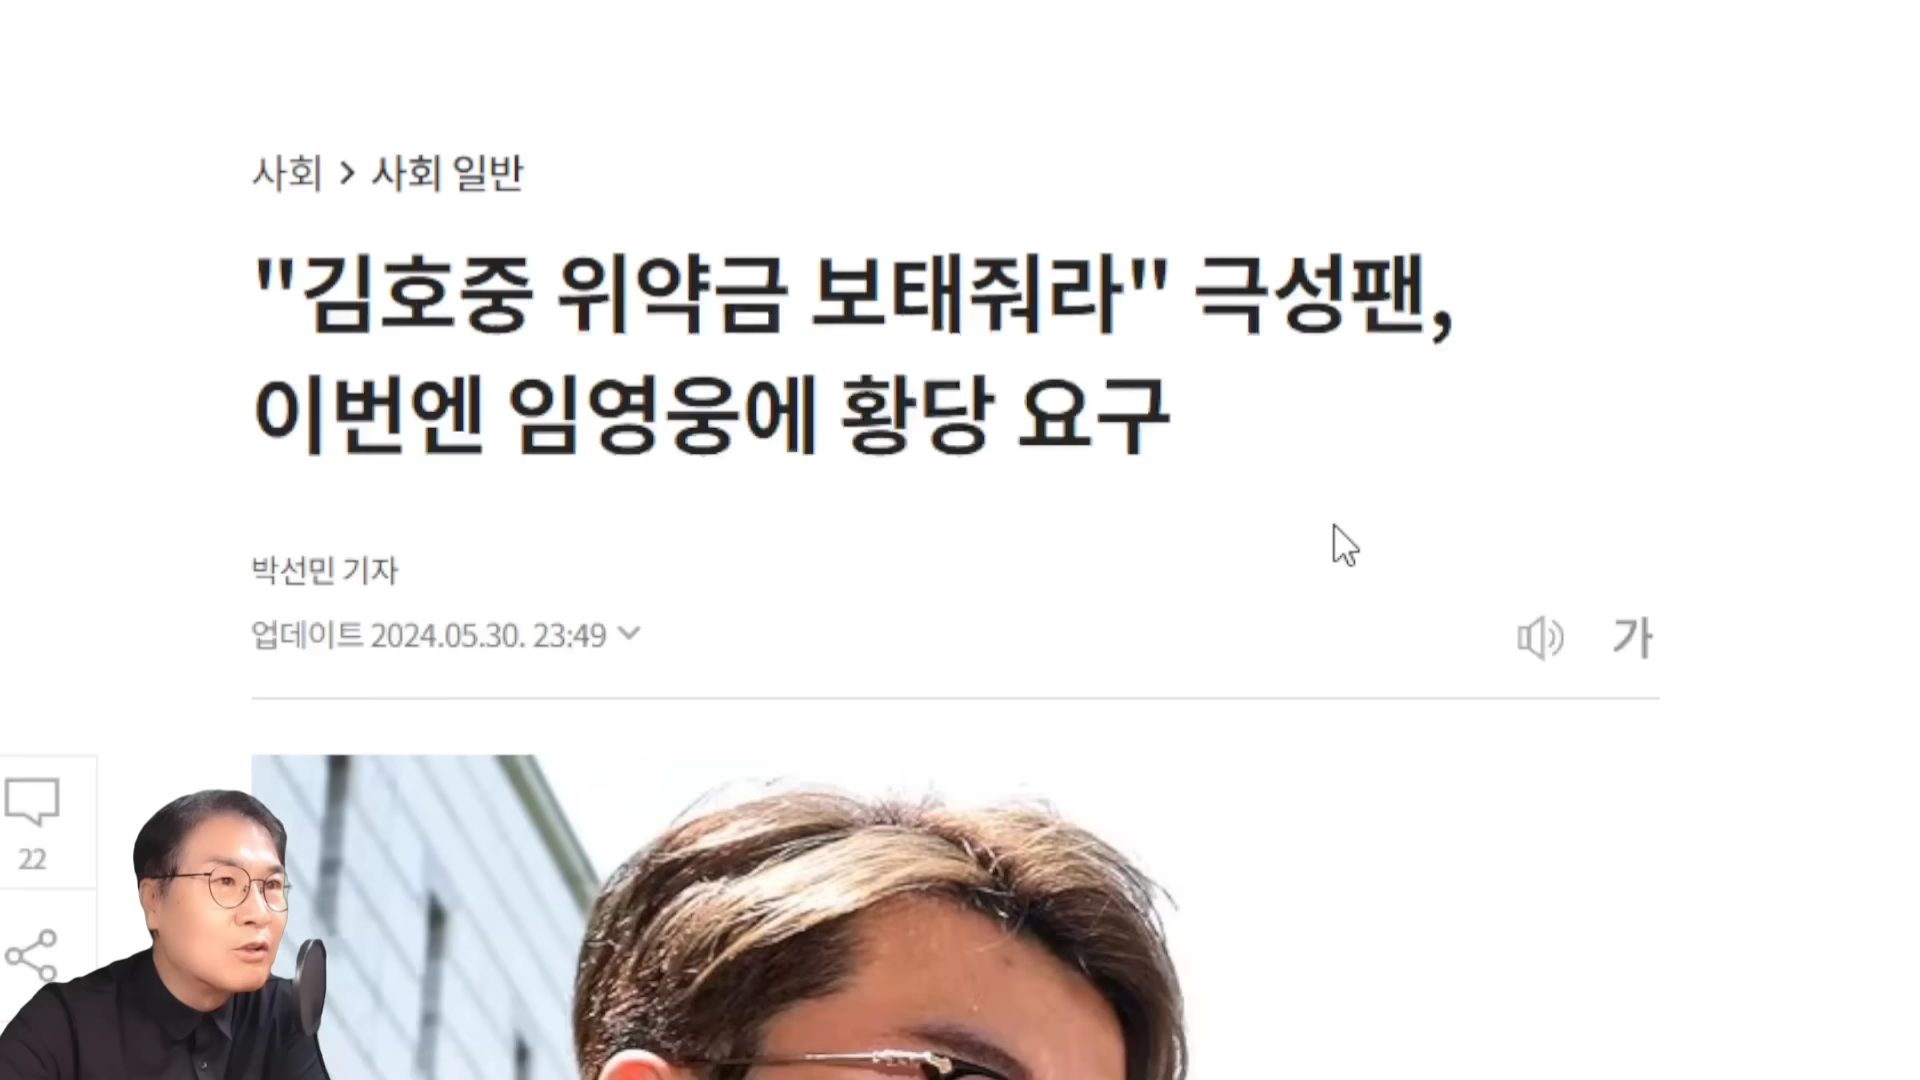 사회 > 사회 일반
"김호중 위약금 보태줘라" 극성팬,
이번엔 임영웅에 황당 요구
박선민 기자
업데이트 2024.05.30. 23:49
가
22